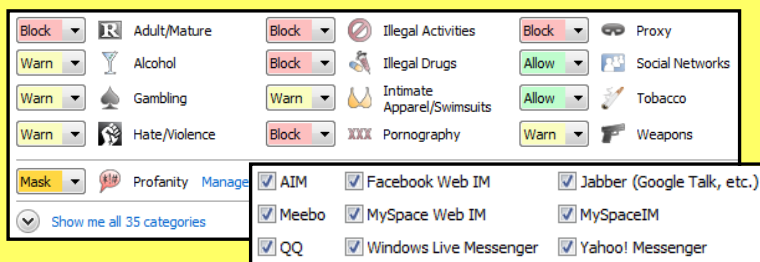 Block Adult/Mature Block Illegal Activities Block Proxy
Warn Alcohol Block Illegal Drugs Allow Social Networks
Warn Gambling Warn Intimate
Apparel/Swimsuits Allow Tobacco
Warn Hate/Violence Block XXX Pornography Warn Weapons
Mask #!# Profanity Manage
Show me all 35 categories
AIM Facebook Web IM Jabber (Google Talk, etc.)
Meebo MySpace Web IM MySpaceIM
QQ Windows Live Messenger Yahoo! Messenger